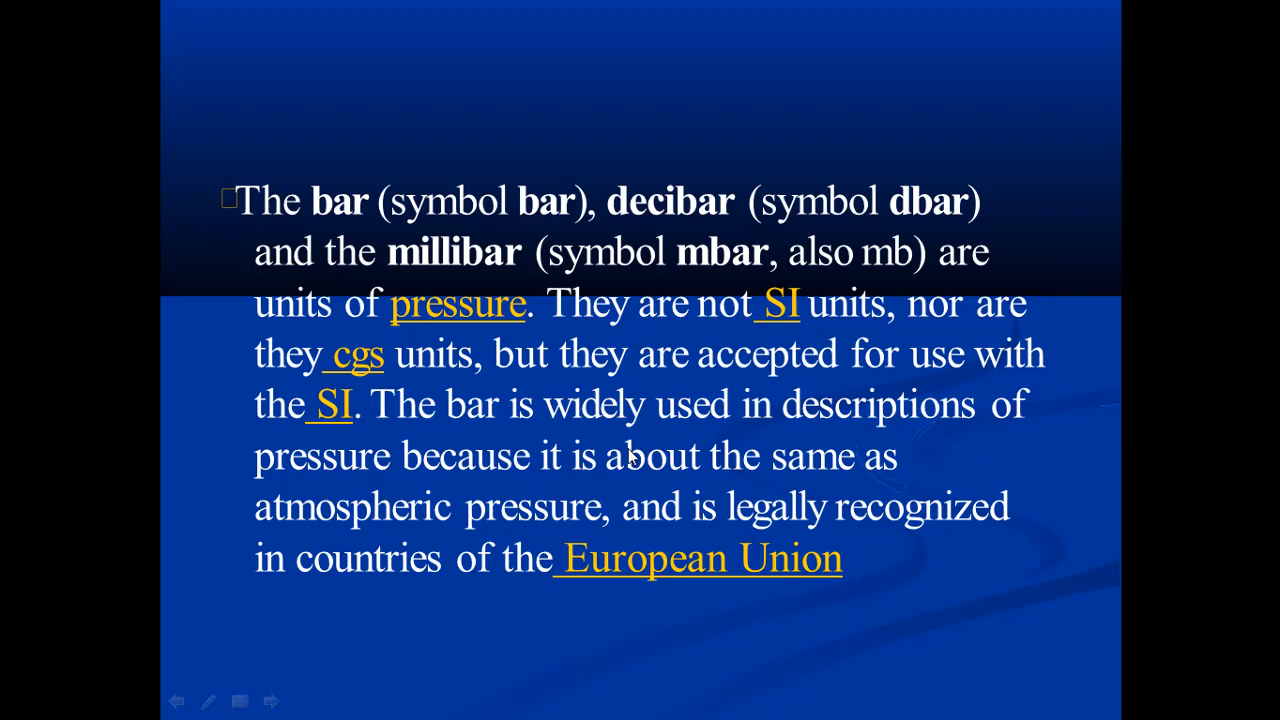 The bar (symbol bar), decibar (symbol dbar)
and the millibar (symbol mbar, also mb) are
units of pressure. They are not SI units, nor are
they cgs units, but they are accepted for use with
the SI. The bar is widely used in descriptions of
pressure because it is about the same as
atmospheric pressure, and is legally recognized
in countries of the European Union